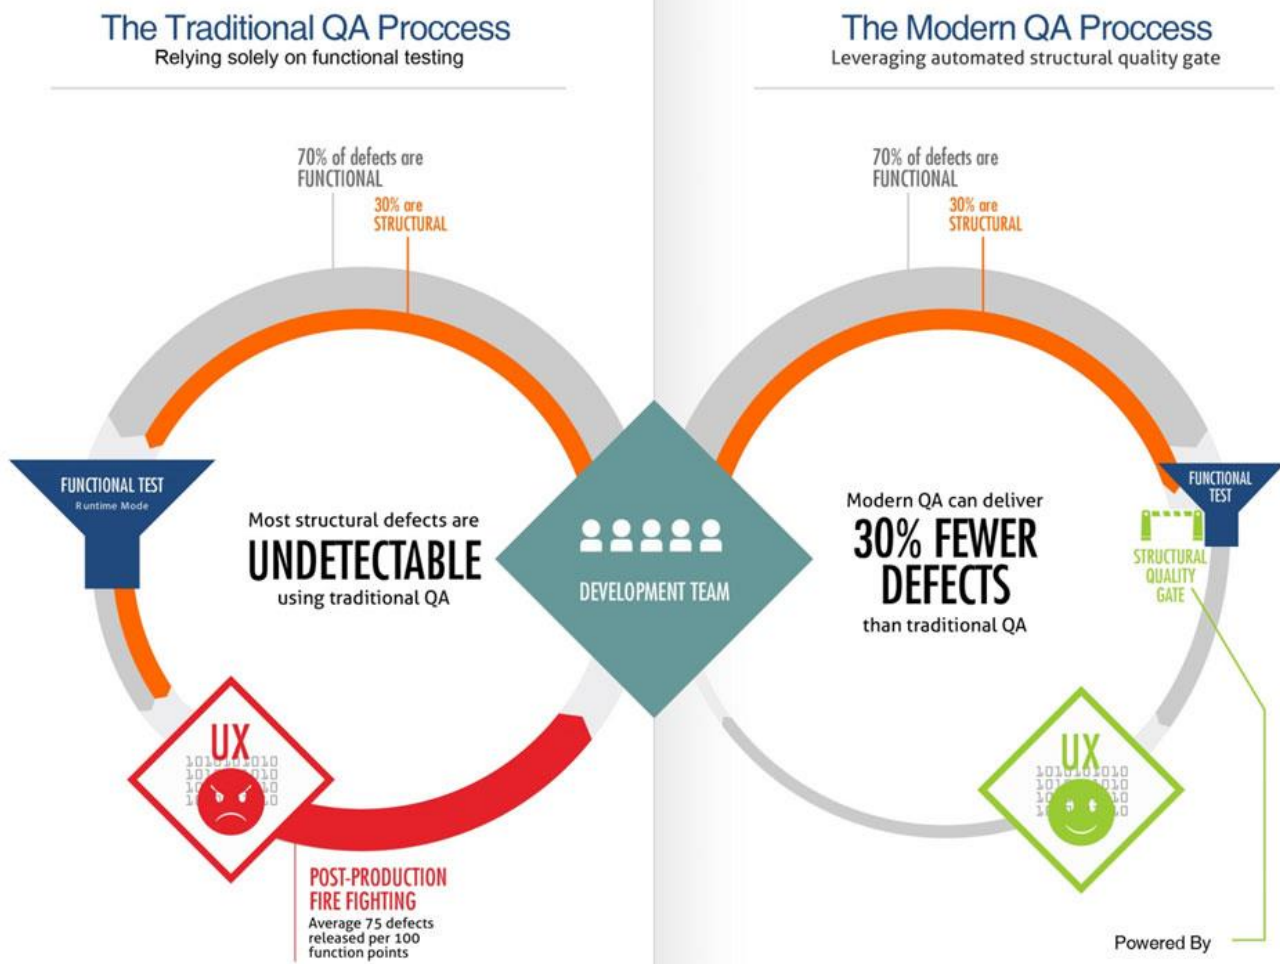 The Traditional QA Proccess
Relying solely on functional testing
70% of defects are
FUNCTIONAL
30% are
STRUCTURAL
FUNCTIONAL TEST
Runtime Mode
Most structural defects are
UNDETECTABLE
using traditional QA
UX
POST-PRODUCTION
FIRE FIGHTING
Average 75 defects
released per 100
function points
DEVELOPMENT TEAM
The Modern QA Proccess
Leveraging automated structural quality gate
70% of defects are
FUNCTIONAL
30% are
STRUCTURAL
FUNCTIONAL
TEST
STRUCTURAL
QUALITY
GATE
Modern QA can deliver
30% FEWER
DEFECTS
than traditional QA
UX
Powered By